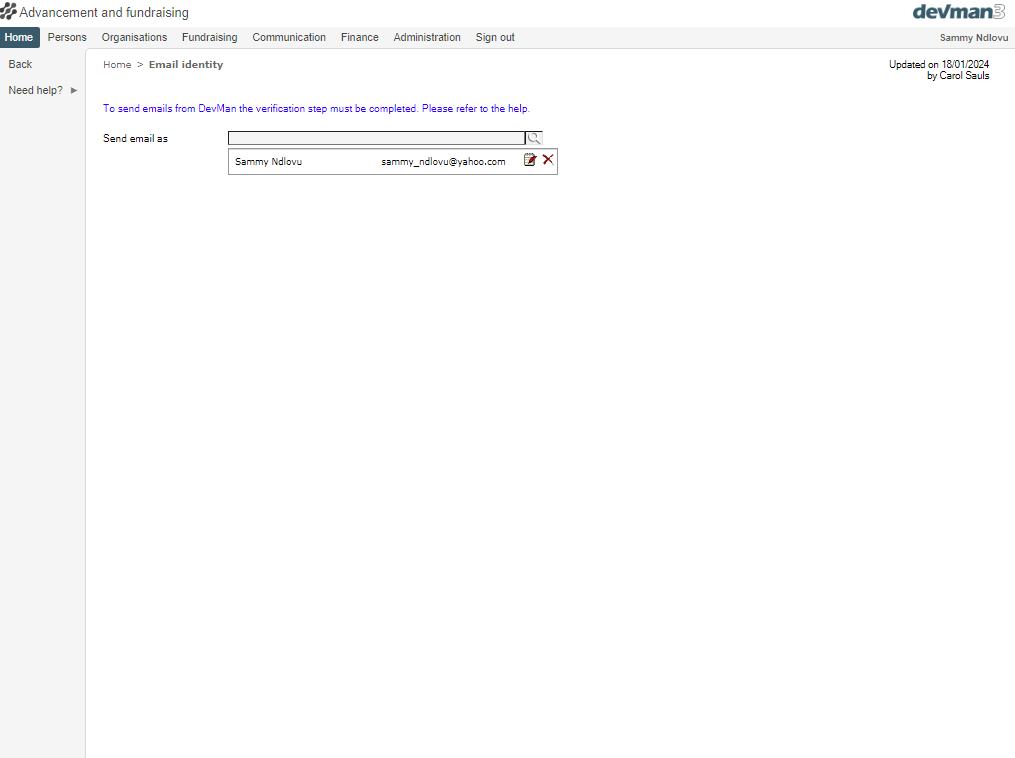 Advancement and fundraising
devman3
Home Persons Organisations Fundraising Communication Finance Administration Sign out
Sammy Ndlovu
Back
Need help?
Home > Email identity
Updated on 18/01/2024
by Carol Sauls
To send emails from DevMan the verification step must be completed. Please refer to the help.
Send email as
Sammy Ndlovu sammy_ndlovu@yahoo.com